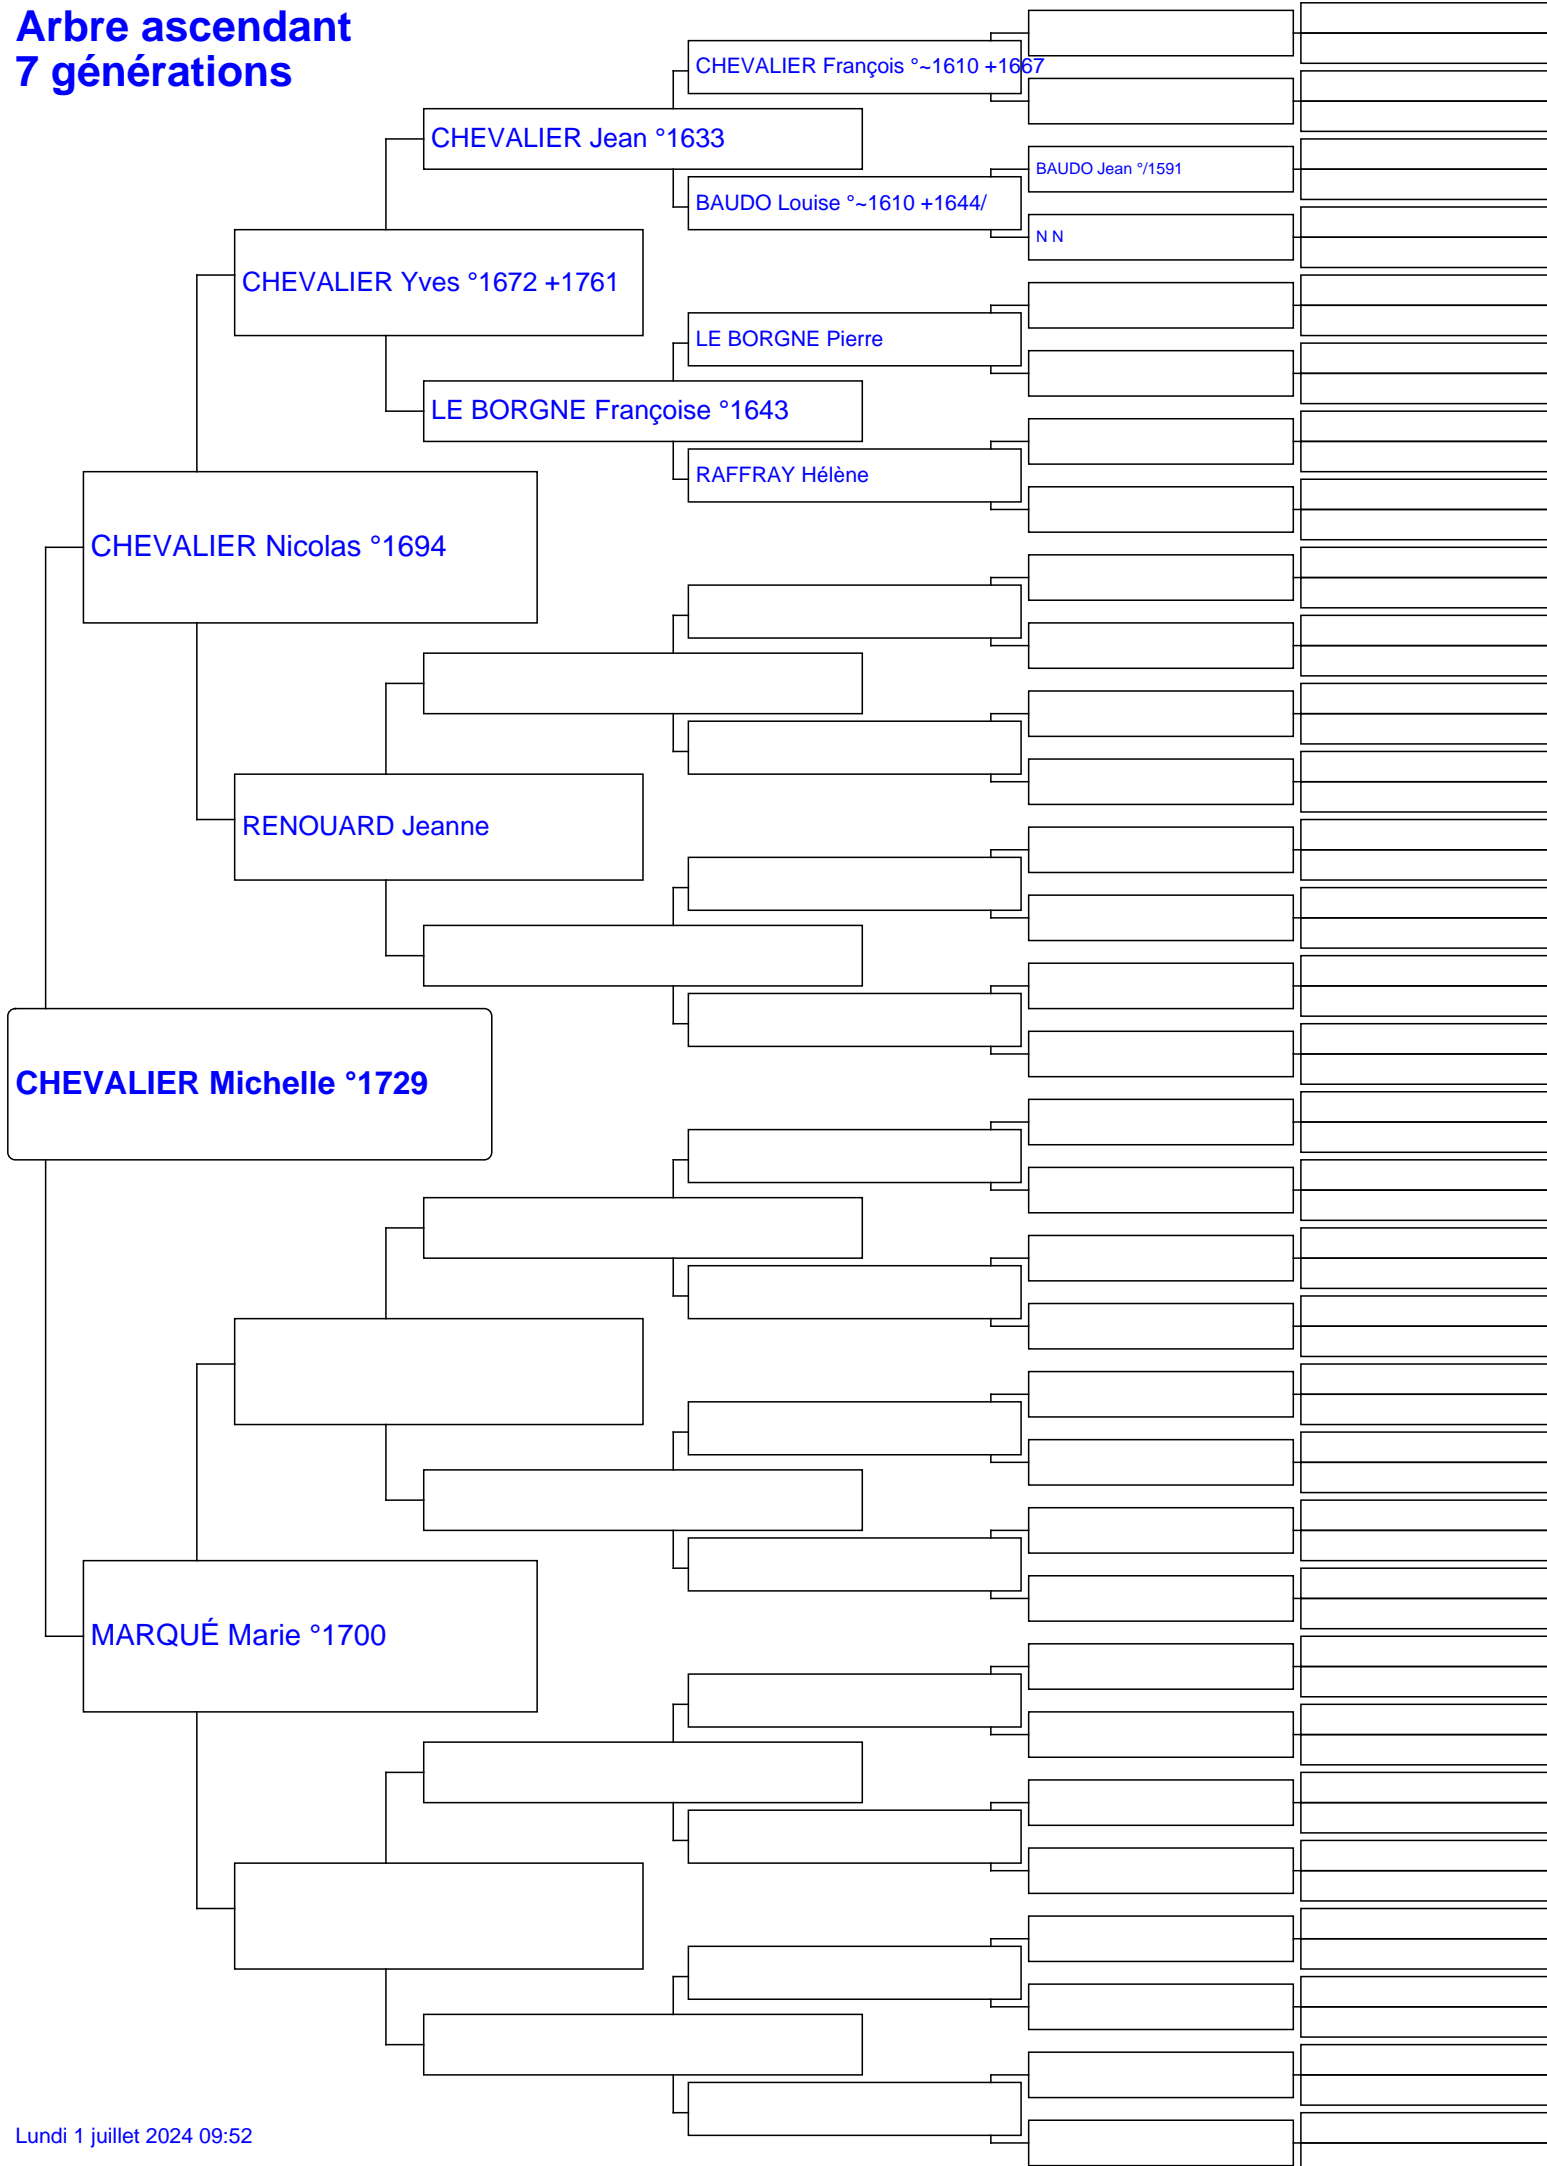 Arbre ascendant
7 générations
CHEVALIER François °~1610 +1667
CHEVALIER Jean °1633
BAUDO Jean °/1591
BAUDO Louise °~1610 +1644/
N N
CHEVALIER Yves °1672 +1761
LE BORGNE Pierre
LE BORGNE Françoise °1643
RAFFRAY Hélène
CHEVALIER Nicolas °1694
RENOUARD Jeanne
CHEVALIER Michelle °1729
MARQUÉ Marie °1700
Lundi 1 juillet 2024 09:52